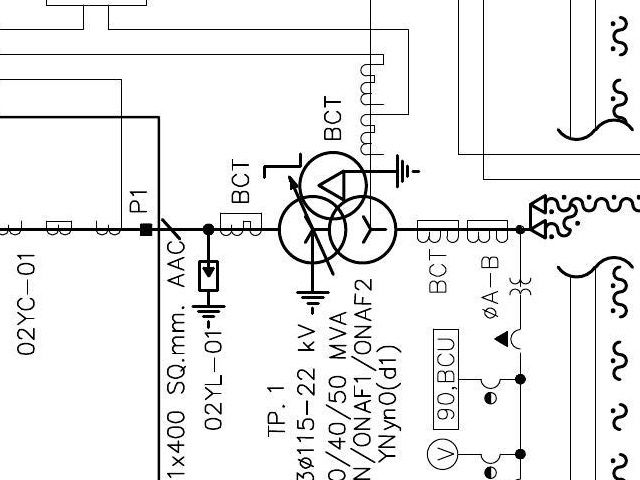 BCT
BCT
P1
02YC-01
AAC
1x400 SQ.mm.
02YL-01
TP. 1
3ø115-22 kV
0/40/50 MVA
N/ONAF1/ONAF2
YNyn0(d1)
BCT
øA-B
90,BCU
V